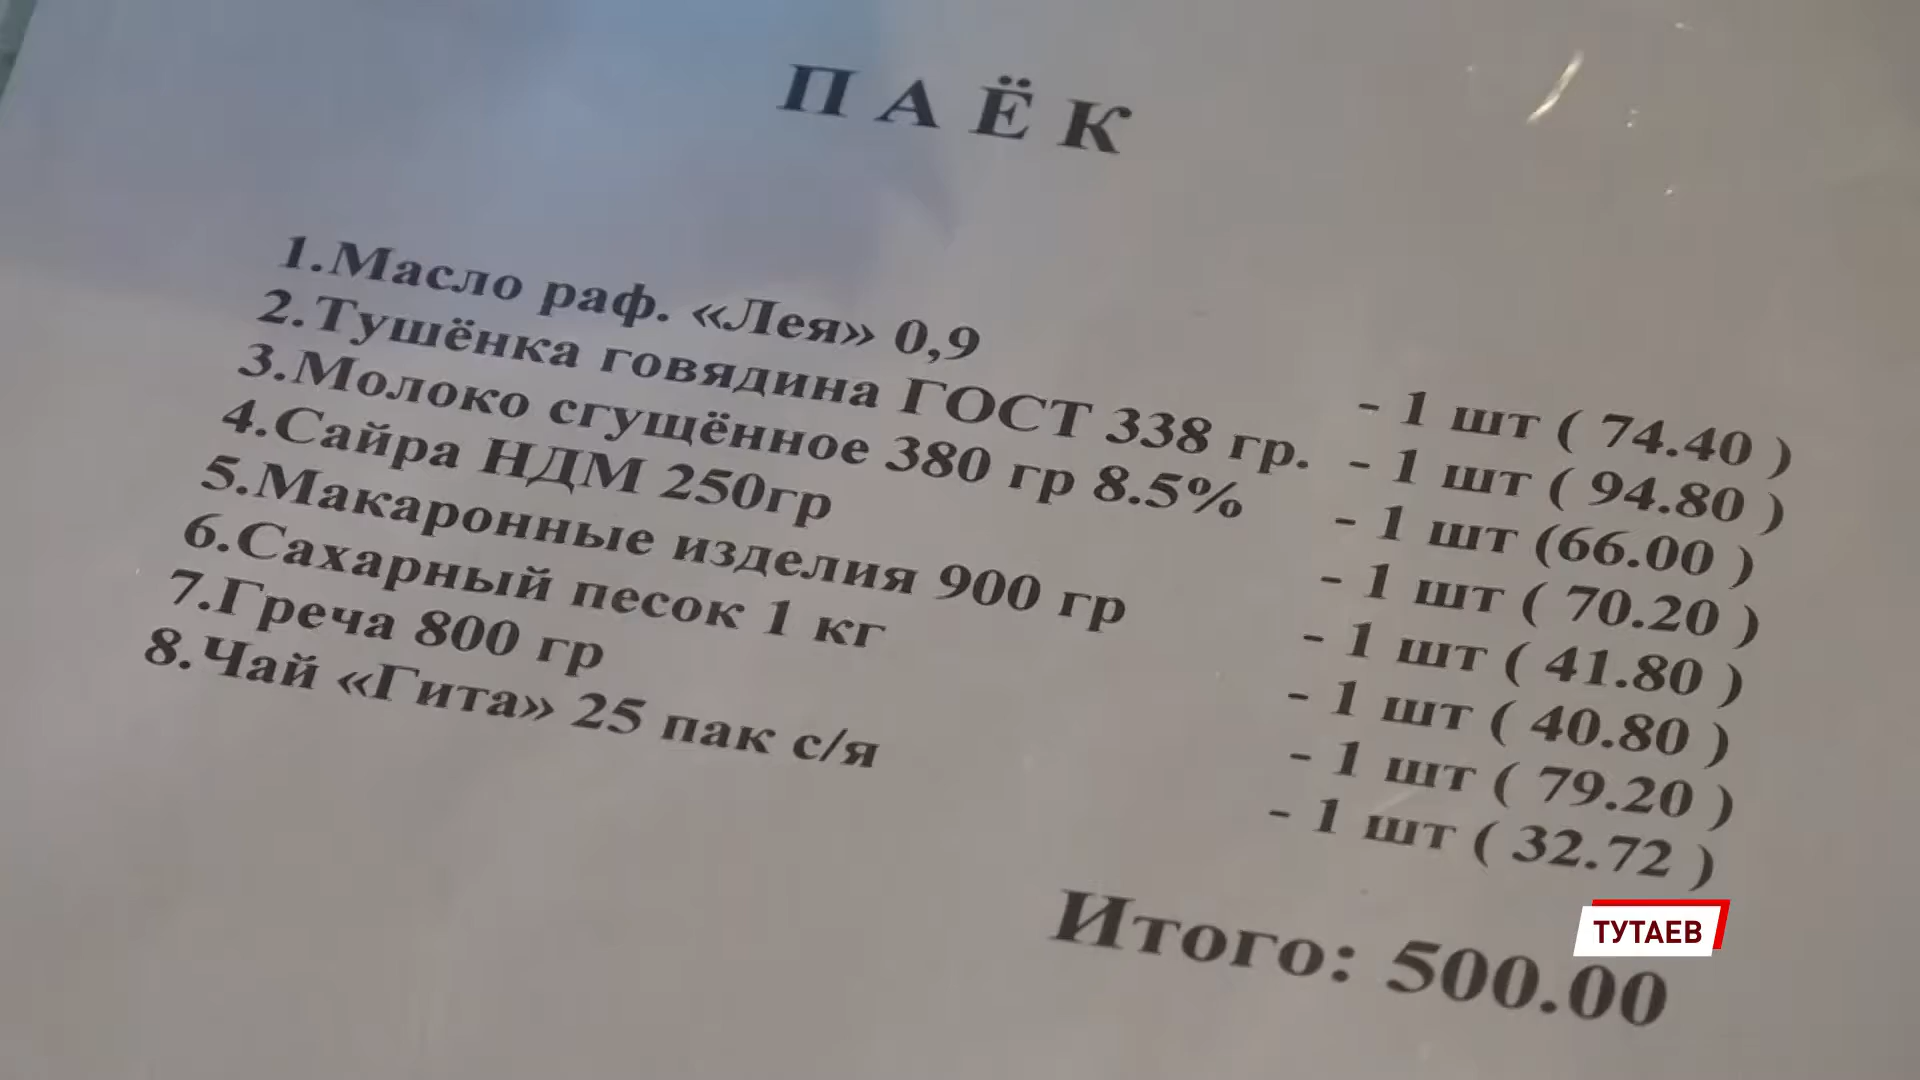 ПАЁК
1.Масло раф. «Лея» 0,9 - 1 шт ( 74.40 )
2.Тушёнка говядина ГОСТ 338 гр. - 1 шт ( 94.80 )
3.Молоко сгущённое 380 гр 8.5% - 1 шт (66.00 )
4.Сайра НДМ 250гр - 1 шт ( 70.20 )
5.Макаронные изделия 900 гр - 1 шт ( 41.80 )
6.Сахарный песок 1 кг - 1 шт ( 40.80 )
7.Греча 800 гр - 1 шт ( 79.20 )
8.Чай «Гита» 25 пак с/я - 1 шт ( 32.72 )
Итого: 500.00
ТУТАЕВ